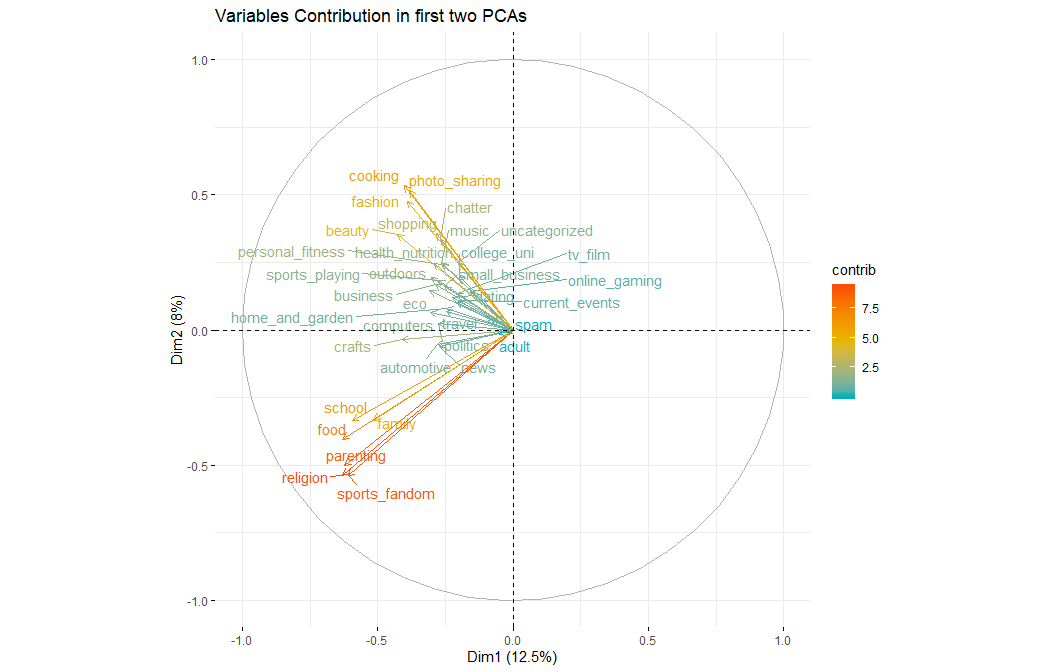 Variables Contribution in first two PCAs
1.0
cooking
photo_sharing
0.5
fashion
chatter
shopping
beauty
music
uncategorized
personal_fitness
health_nutrition
college_uni
tv_film
contrib
sports_playing
outdoors
small_business
online_gaming
7.5
business
dating
eco
current_events
5.0
home_and_garden
Dim2 (8%)
0.0
computers
travel
spam
crafts
politics
adult
2.5
automotive
news
school
food
family
parenting
-0.5
religion
sports_fandom
-1.0
-1.0
-0.5
0.0
0.5
1.0
Dim1 (12.5%)